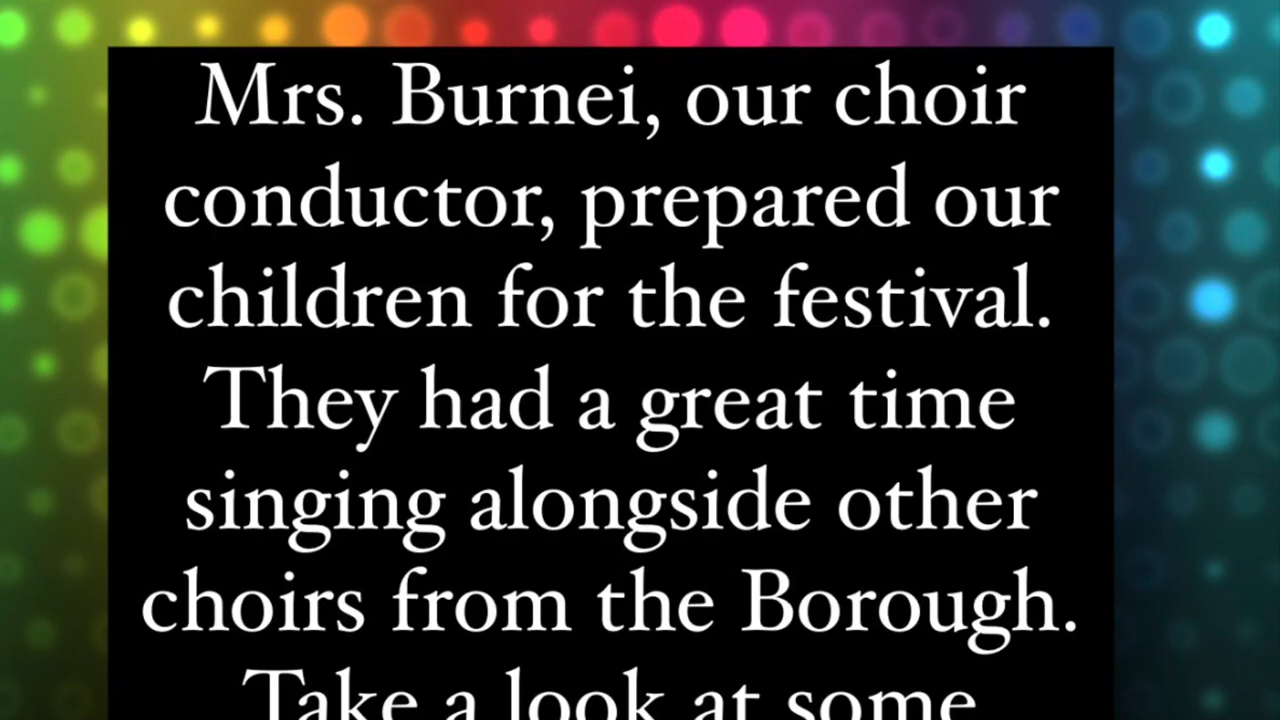 Mrs. Burnei, our choir
conductor, prepared our
children for the festival.
They had a great time
singing alongside other
choirs from the Borough.
Take a look at some